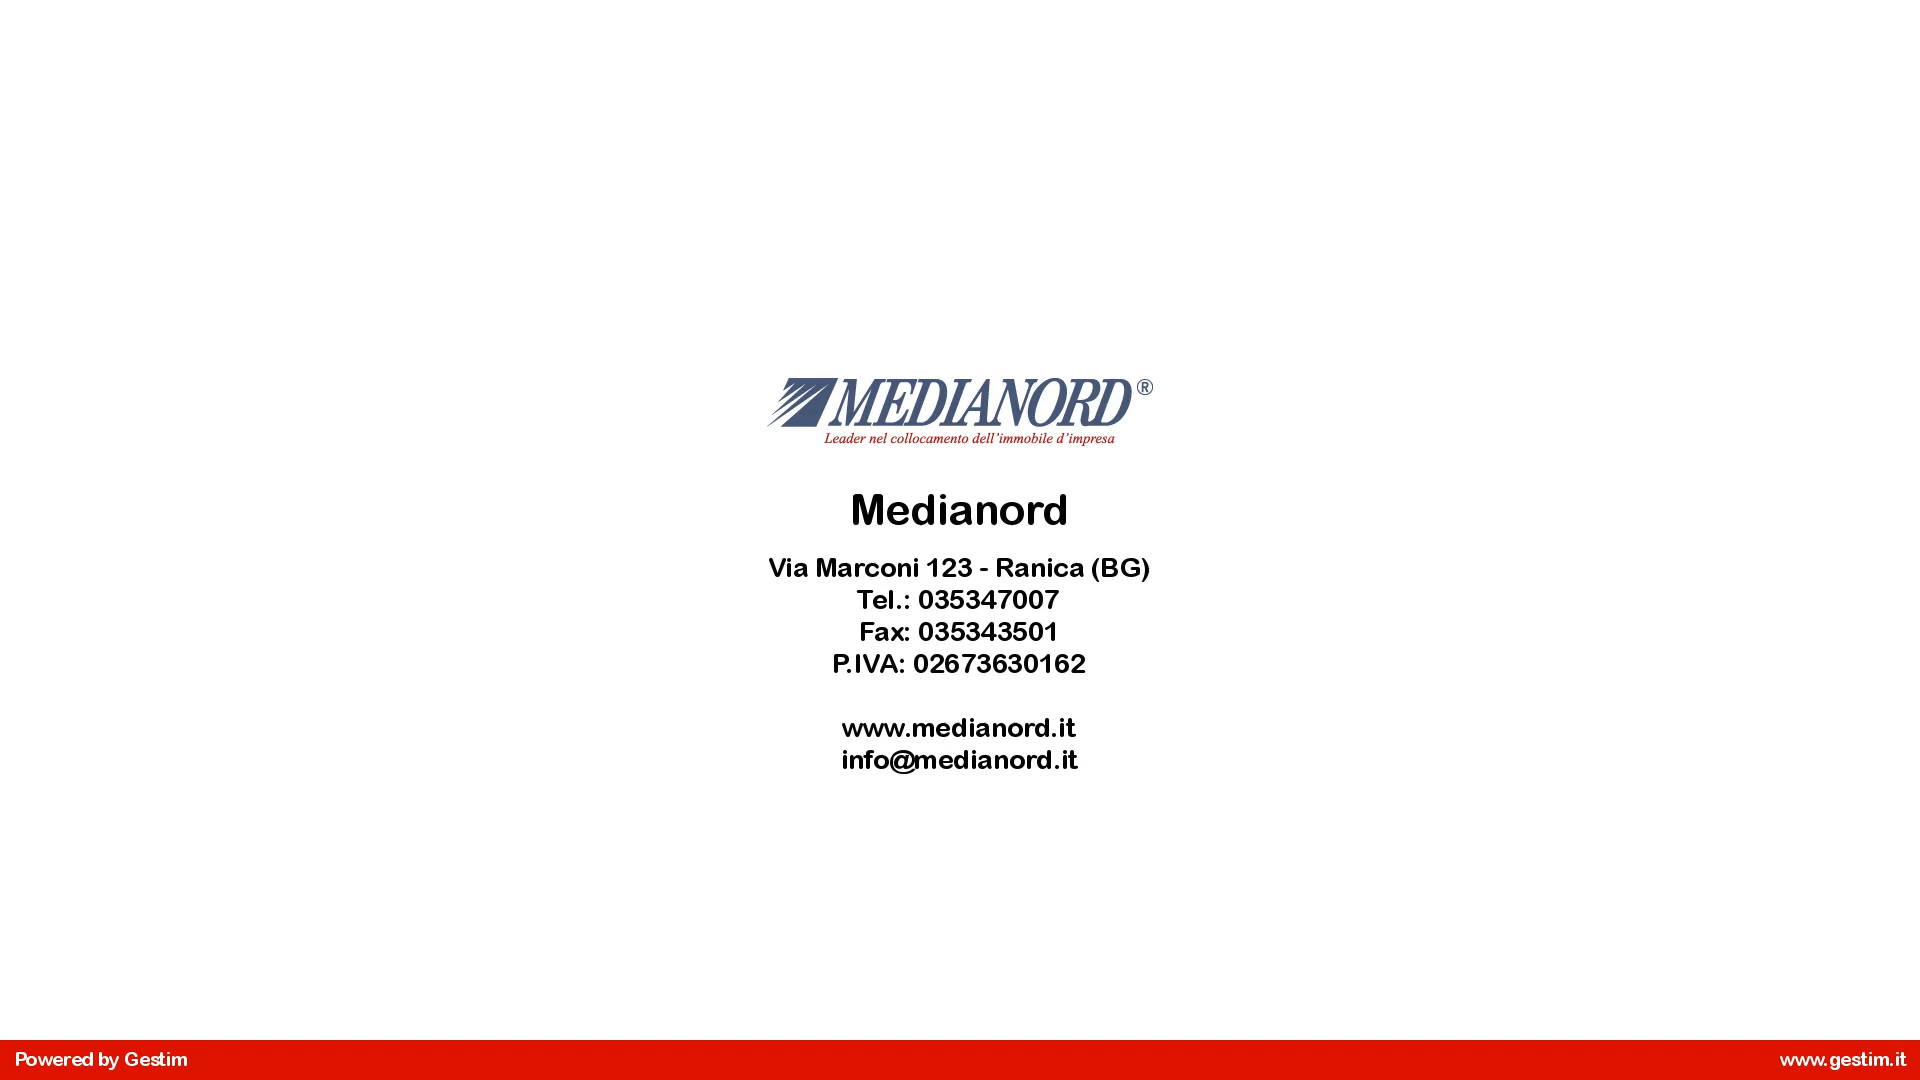 MEDIANORD ®
Leader nel collocamento dell'immobile d'impresa
Medianord
Via Marconi 123 - Ranica (BG)
Tel.: 035347007
Fax: 035343501
P.IVA: 02673630162
www.medianord.it
info@medianord.it
Powered by Gestim
www.gestim.it